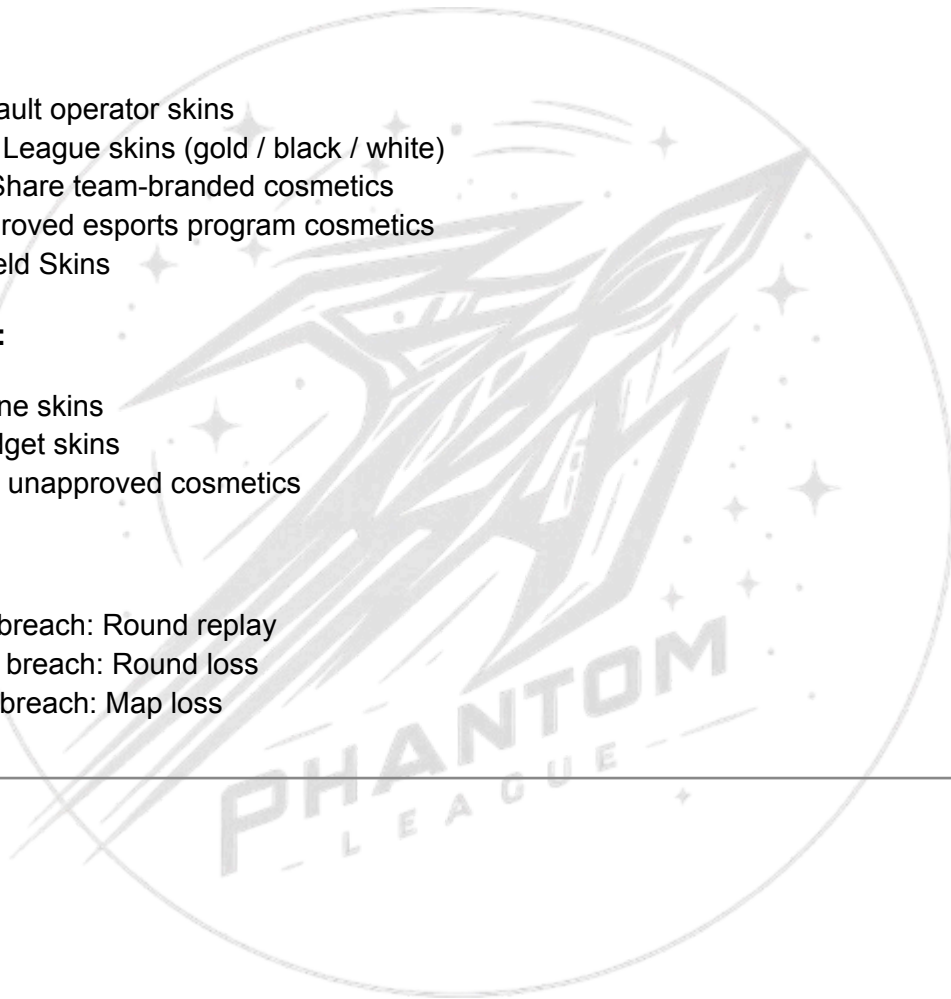 ault operator skins
League skins (gold / black / white)
Share team-branded cosmetics
roved esports program cosmetics
eld Skins
:
ne skins
dget skins
unapproved cosmetics
breach: Round replay
breach: Round loss
breach: Map loss
PHANTOM
LEAGUE